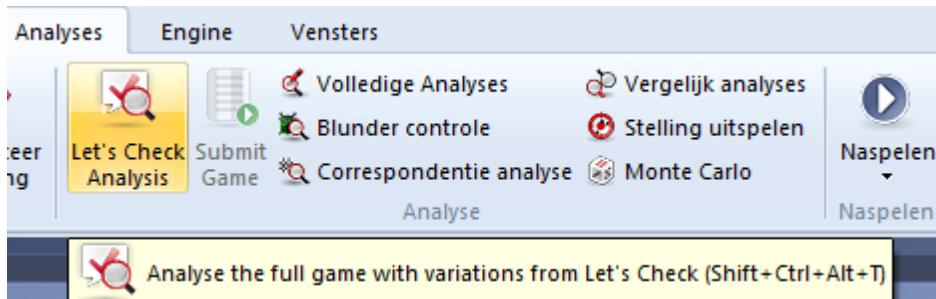 Analyses Engine Vensters
Let's Check Analysis
Submit Game
Volledige Analyses
Blunder controle
Correspondentie analyse
Vergelijk analyses
Stelling uitspelen
Monte Carlo
Naspelen
eer
ng
Analyse
Naspelen
Analyse the full game with variations from Let's Check (Shift+Ctrl+Alt+T)